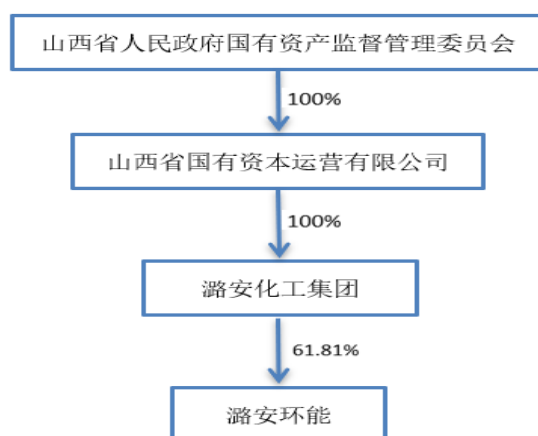 山西省人民政府国有资产监督管理委员会
100%
山西省国有资本运营有限公司
100%
潞安化工集团
61.81%
潞安环能